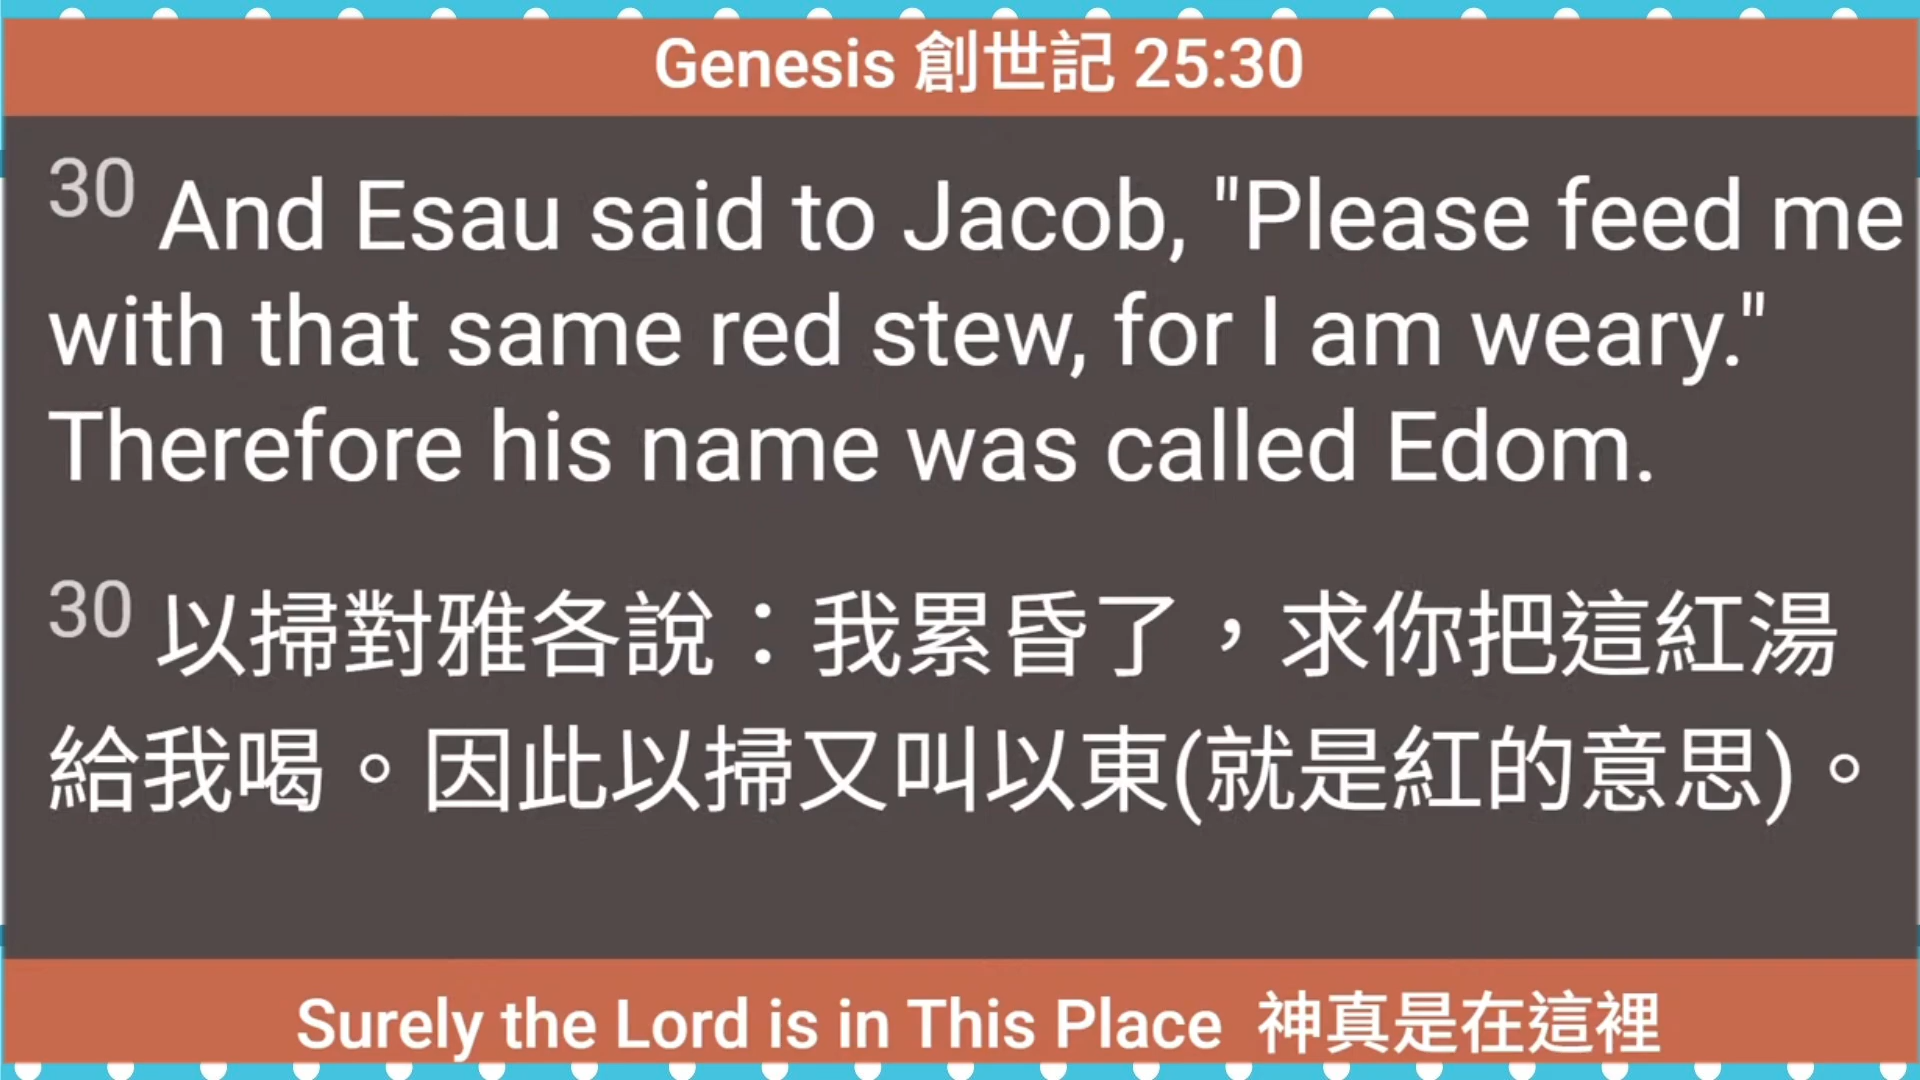 Genesis 創世記 25:30
30 And Esau said to Jacob, "Please feed me
with that same red stew, for I am weary."
Therefore his name was called Edom.
30 以掃對雅各說：我累昏了，求你把這紅湯
給我喝。因此以掃又叫以東(就是紅的意思)。
Surely the Lord is in This Place 神真是在這裡